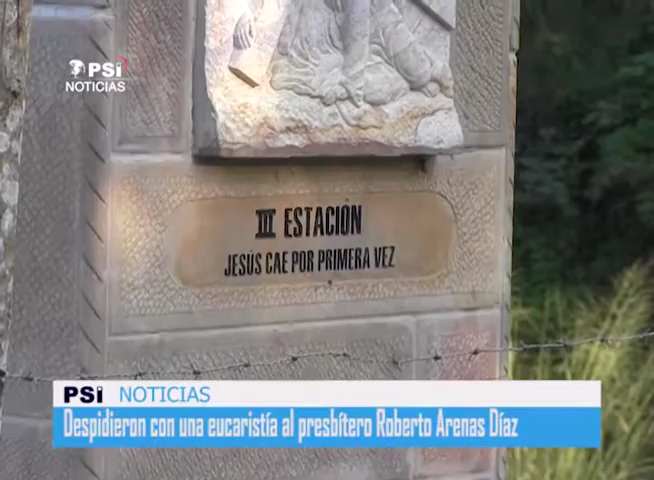 PSi
NOTICIAS
III ESTACIÓN
JESÚS CAE POR PRIMERA VEZ
PSi NOTICIAS
Despidieron con una eucaristía al presbítero Roberto Arenas Díaz